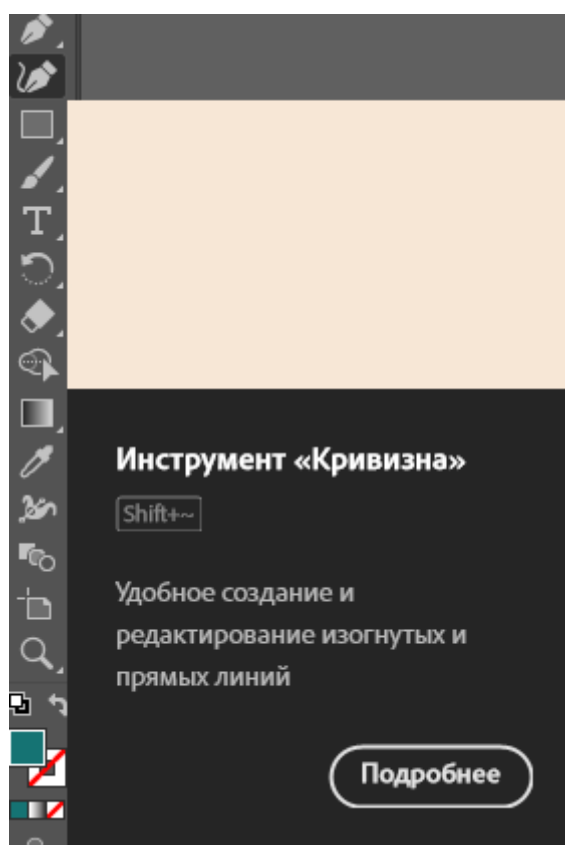 Инструмент «Кривизна»
Shift+~
Удобное создание и
редактирование изогнутых и
прямых линий
Подробнее